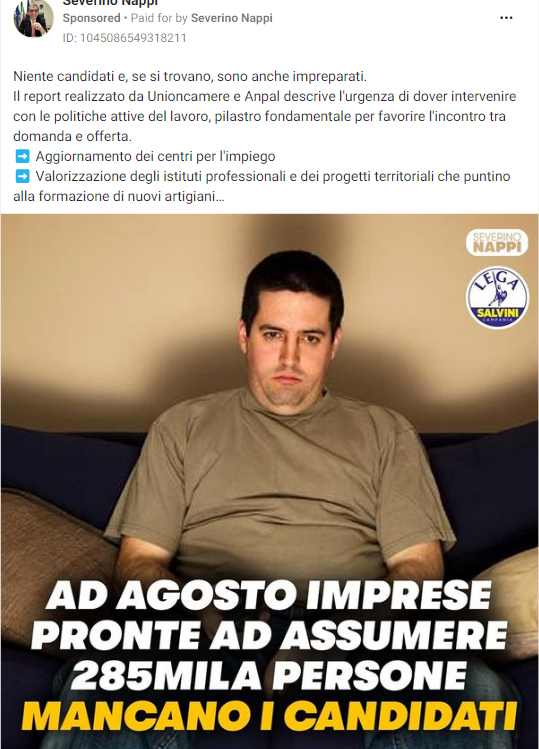 Severino Nappi
Sponsored • Paid for by Severino Nappi
ID: 1045086549318211
Niente candidati e, se si trovano, sono anche impreparati.
Il report realizzato da Unioncamere e Anpal descrive l'urgenza di dover intervenire
con le politiche attive del lavoro, pilastro fondamentale per favorire l'incontro tra
domanda e offerta.
➡️ Aggiornamento dei centri per l'impiego
➡️ Valorizzazione degli istituti professionali e dei progetti territoriali che puntino
alla formazione di nuovi artigiani...
SEVERINO
NAPPI
LEGA
SALVINI
CAMPANIA
AD AGOSTO IMPRESE
PRONTE AD ASSUMERE
285MILA PERSONE
MANCANO I CANDIDATI